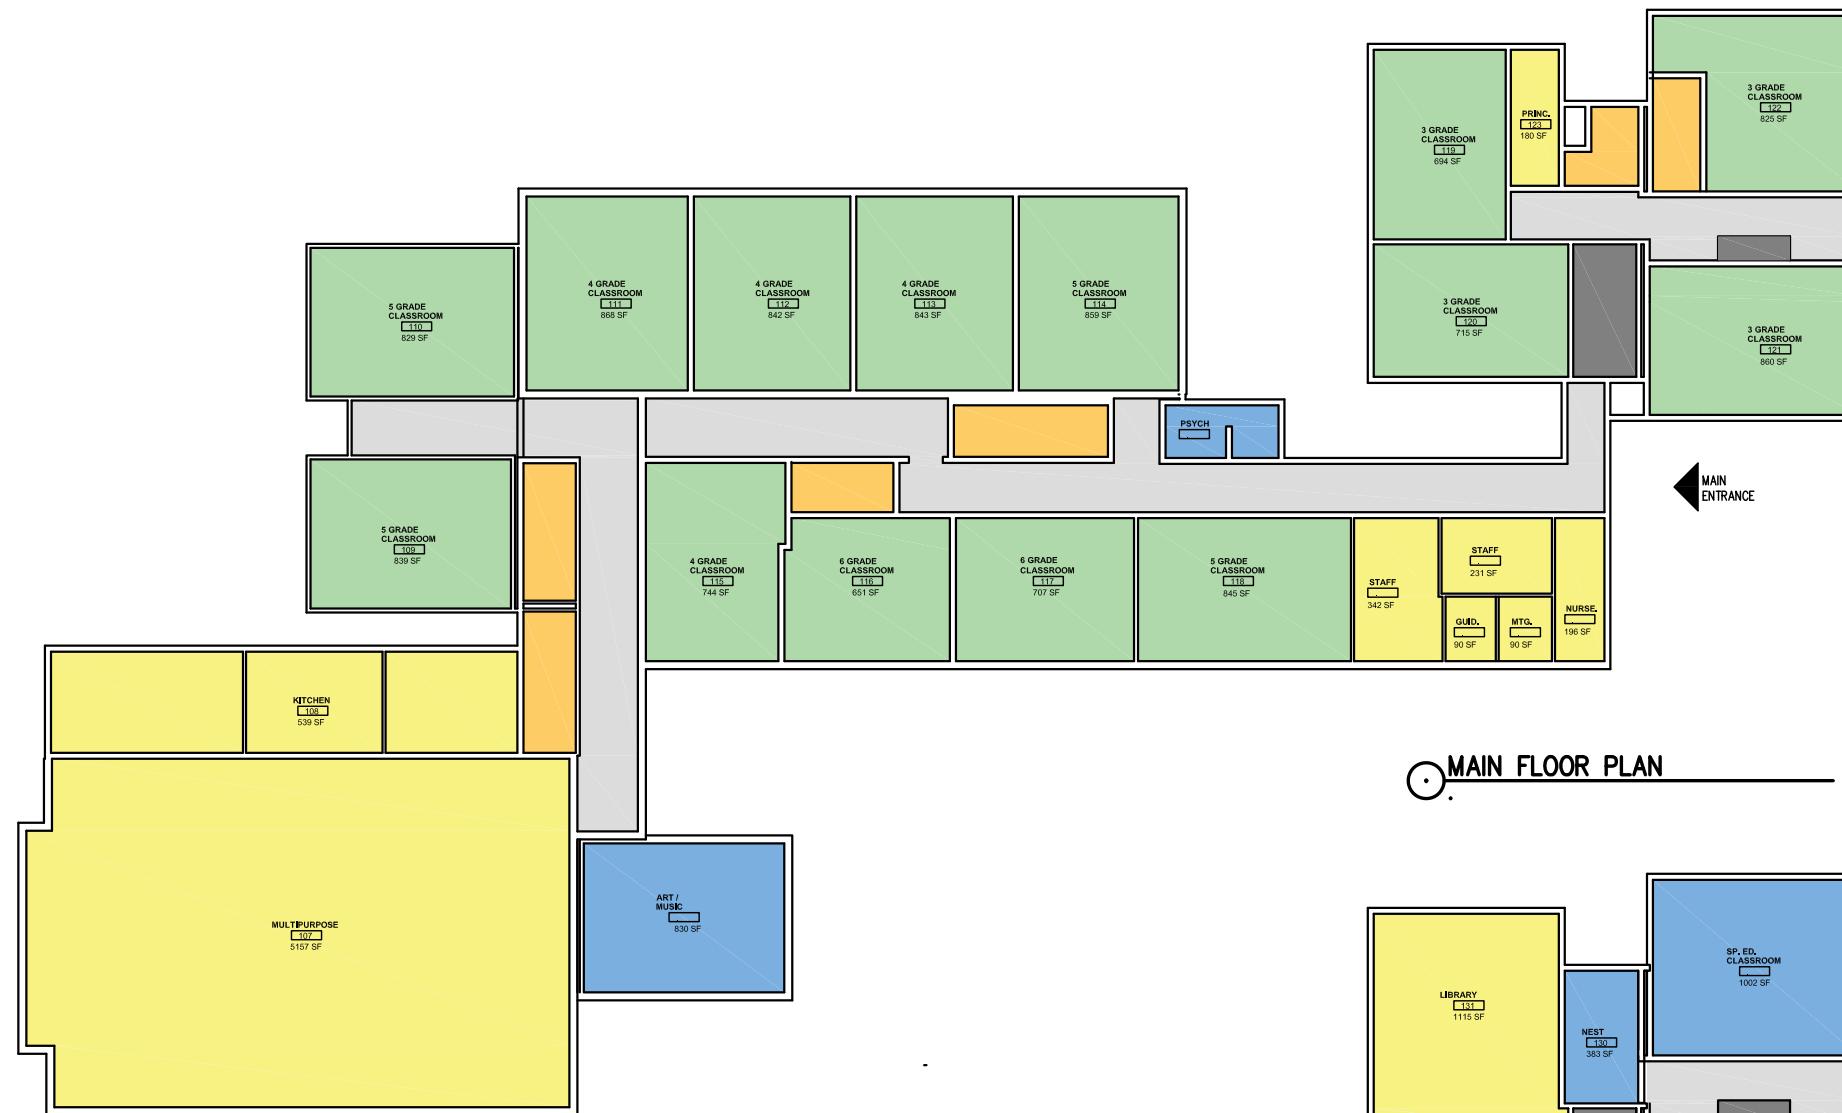 3 GRADE
CLASSROOM
122
825 SF
PRINC.
123
180 SF
3 GRADE
CLASSROOM
119
694 SF
5 GRADE
CLASSROOM
110
829 SF
4 GRADE
CLASSROOM
111
868 SF
4 GRADE
CLASSROOM
112
842 SF
4 GRADE
CLASSROOM
113
843 SF
5 GRADE
CLASSROOM
114
859 SF
3 GRADE
CLASSROOM
120
715 SF
3 GRADE
CLASSROOM
121
860 SF
PSYCH
MAIN
ENTRANCE
5 GRADE
CLASSROOM
109
839 SF
4 GRADE
CLASSROOM
115
744 SF
6 GRADE
CLASSROOM
116
651 SF
6 GRADE
CLASSROOM
117
707 SF
5 GRADE
CLASSROOM
118
845 SF
STAFF
342 SF
STAFF
231 SF
GUID.
90 SF
MTG.
90 SF
NURSE.
196 SF
KITCHEN
108
539 SF
MAIN FLOOR PLAN
MULTIPURPOSE
107
5157 SF
ART /
MUSIC
830 SF
LIBRARY
131
1115 SF
NEST
130
383 SF
SP. ED.
CLASSROOM
1002 SF